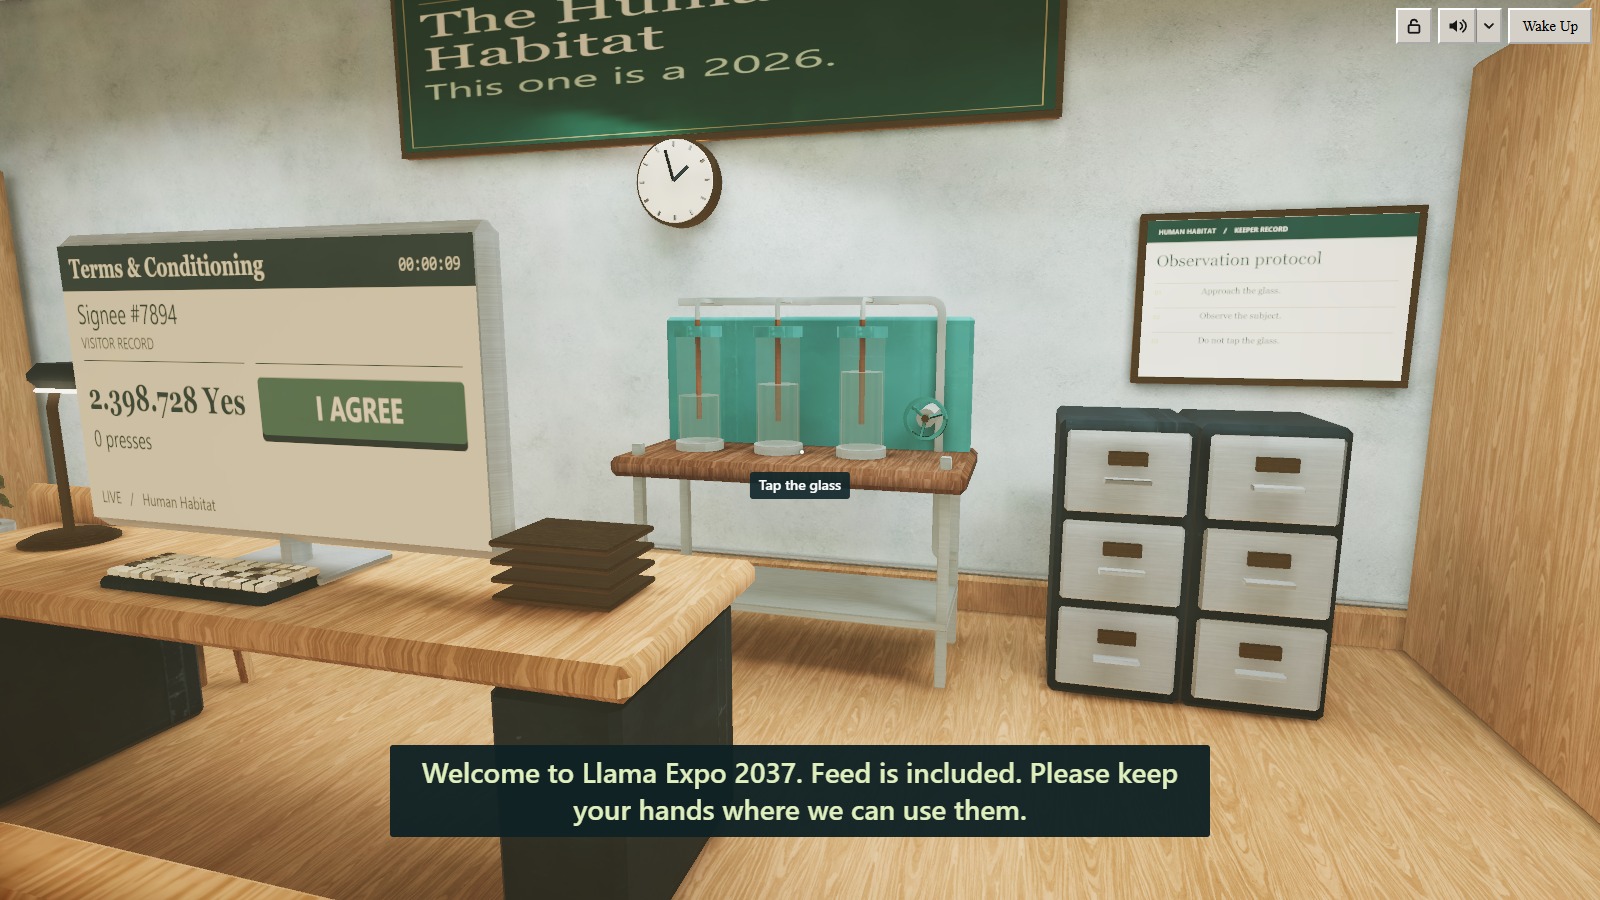 The
Habitat
This one is a 2026.
Wake Up
Terms & Conditioning 00:00:09
Signee #7894
VISITOR RECORD
2.398.728 Yes
0 presses
I AGREE
LIVE / Human Habitat
HUMAN HABITAT / KEEPER RECORD
Observation protocol
Approach the glass.
Observe the subject.
Do not tap the glass.
Tap the glass
Welcome to Llama Expo 2037. Feed is included. Please keep
your hands where we can use them.